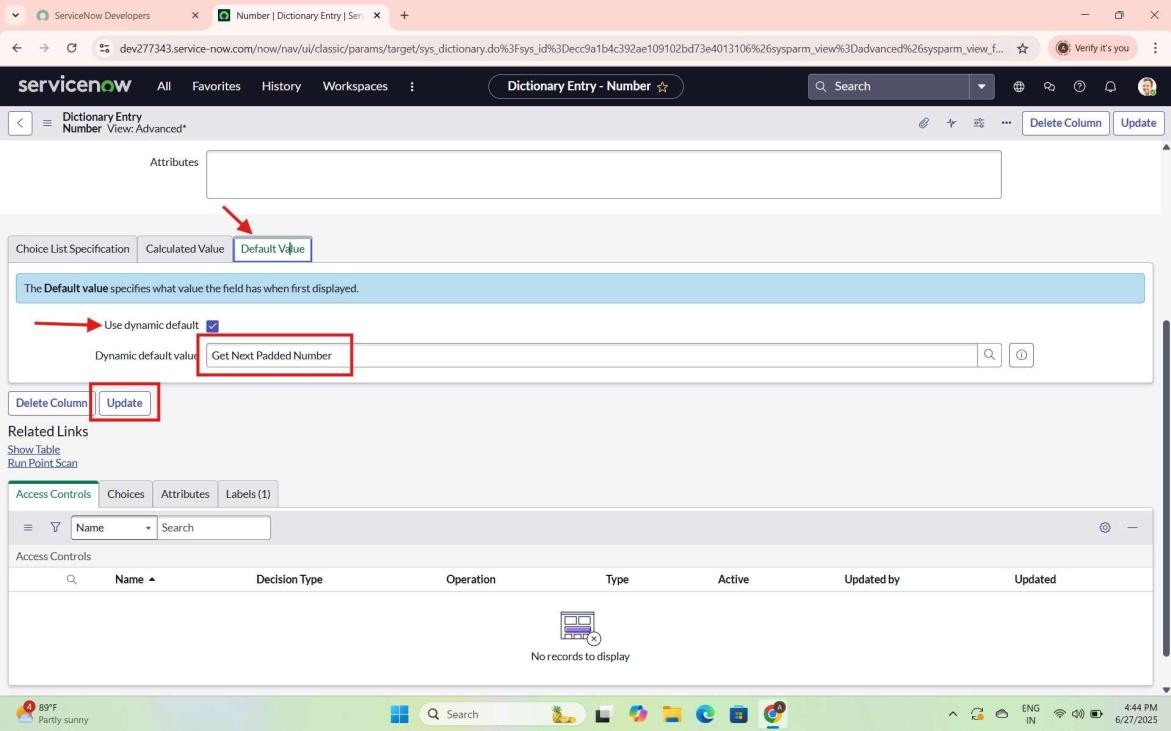 ServiceNow Developers
Number | Dictionary Entry | Ser
dev277343.service-now.com/now/nav/ui/classic/params/target/sys_dictionary.do%3Fsys_id%3Decc9a1b4c392ae109102bd73e4013106%26sysparm_view%3Dadvanced%26sysparm_view_f...
Verify it's you
servicenow
All
Favorites
History
Workspaces
Dictionary Entry - Number
Search
Dictionary Entry
Number View: Advanced*
Delete Column
Update
Attributes
Choice List Specification
Calculated Value
Default Value
The Default value specifies what value the field has when first displayed.
Use dynamic default
Dynamic default value
Get Next Padded Number
Delete Column
Update
Related Links
Show Table
Run Point Scan
Access Controls
Choices
Attributes
Labels (1)
Name
Search
Access Controls
Name
Decision Type
Operation
Type
Active
Updated by
Updated
No records to display
4
89°F
Partly sunny
Search
ENG
IN
4:44 PM
6/27/2025